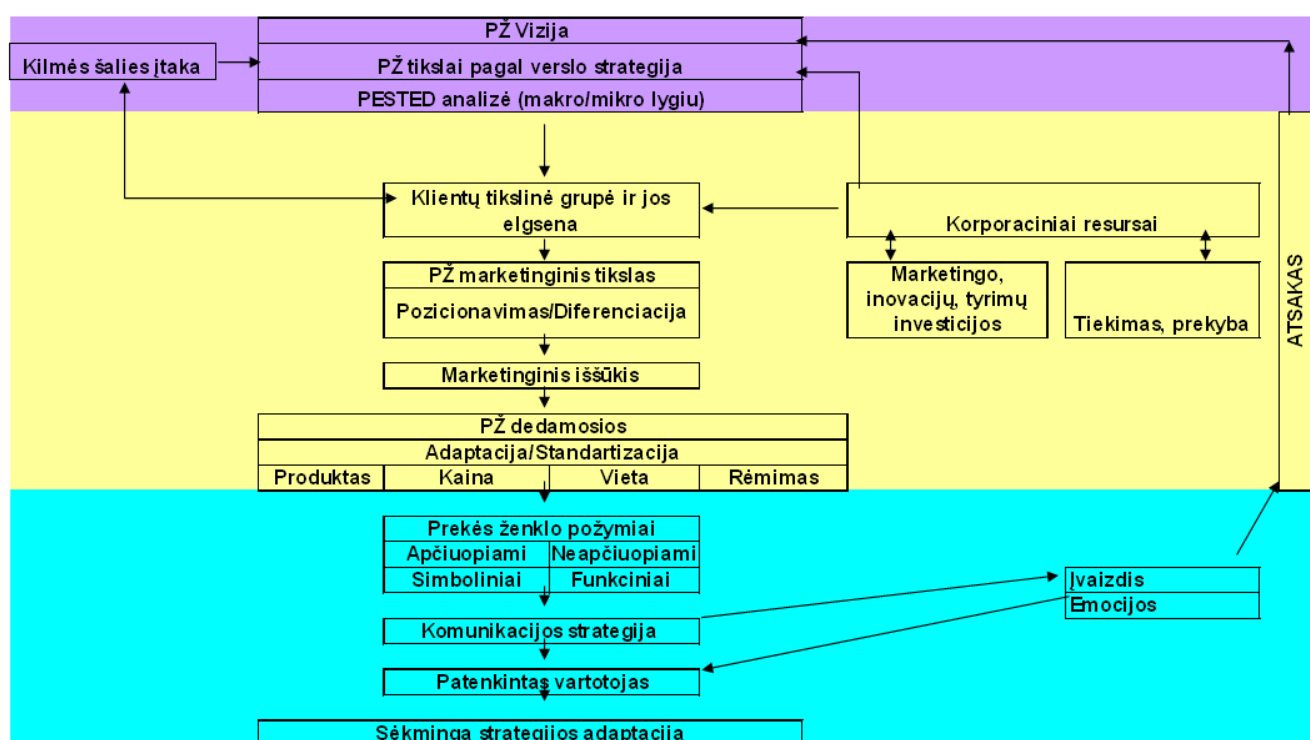 PŽ Vizija
Kilmės šalies įtaka
PŽ tikslai pagal verslo strategija
PESTED analizė (makro/mikro lygiu)
Klientų tikslinė grupė ir jos
elgsena
Korporaciniai resursai
PŽ marketinginis tikslas
Pozicionavimas/Diferenciacija
Marketingo,
inovacijų, tyrimų
investicijos
Tiekimas, prekyba
ATSAKAS
Marketinginis iššūkis
PŽ dedamosios
Adaptacija/Standartizacija
Produktas
Kaina
Vieta
Rėmimas
Prekės ženklo požymiai
Apčiuopiami
Neapčiuopiami
Simboliniai
Funkciniai
Įvaizdis
Emocijos
Komunikacijos strategija
Patenkintas vartotojas
Sėkminga strategijos adaptacija